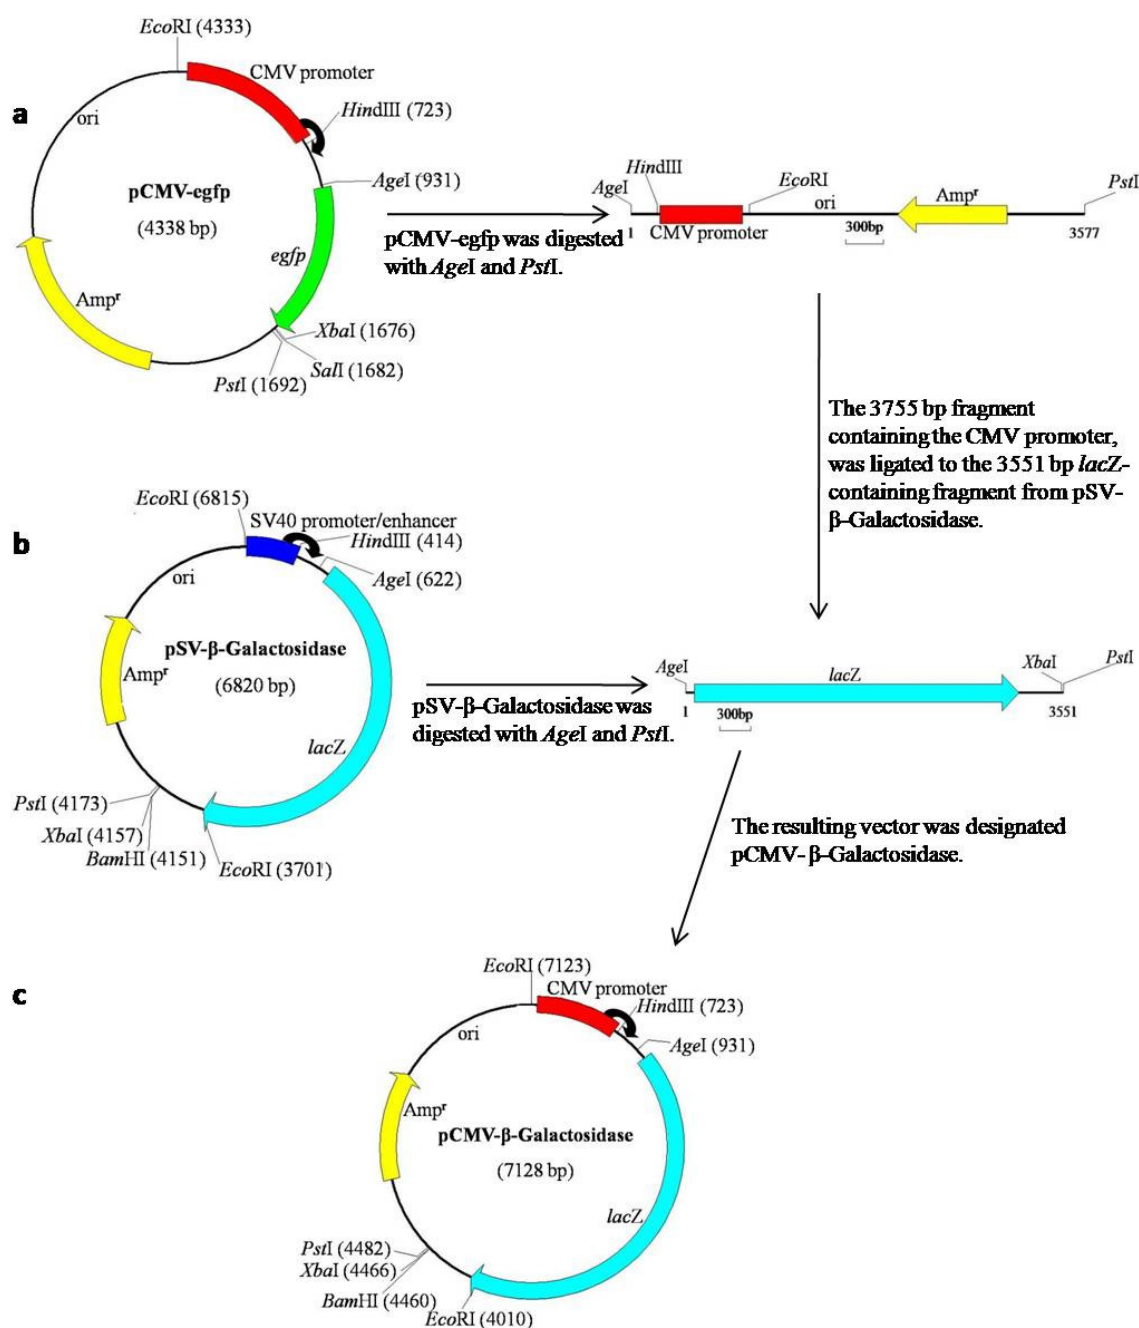 a
EcoRI (4333)
CMV promoter
HindIII (723)
ori
pCMV-egfp
(4338 bp)
AgeI (931)
egfp
Ampr
XbaI (1676)
SalI (1682)
PstI (1692)
pCMV-egfp was digested
with AgeI and PstI.
HindIII
AgeI
EcoRI
ori
Ampr
PstI
1
CMV promoter
300bp
3577
The 3755 bp fragment
containing the CMV promoter,
was ligated to the 3551 bp lacZ-
containing fragment from pSV-
β-Galactosidase.
b
EcoRI (6815)
SV40 promoter/enhancer
HindIII (414)
AgeI (622)
ori
pSV-β-Galactosidase
(6820 bp)
Ampr
lacZ
PstI (4173)
XbaI (4157)
BamHI (4151)
EcoRI (3701)
pSV-β-Galactosidase was
digested with AgeI and PstI.
AgeI
lacZ
XbaI
PstI
1
300bp
3551
The resulting vector was designated
pCMV- β-Galactosidase.
c
EcoRI (7123)
CMV promoter
HindIII (723)
AgeI (931)
ori
Ampr
pCMV-β-Galactosidase
(7128 bp)
lacZ
PstI (4482)
XbaI (4466)
BamHI (4460)
EcoRI (4010)